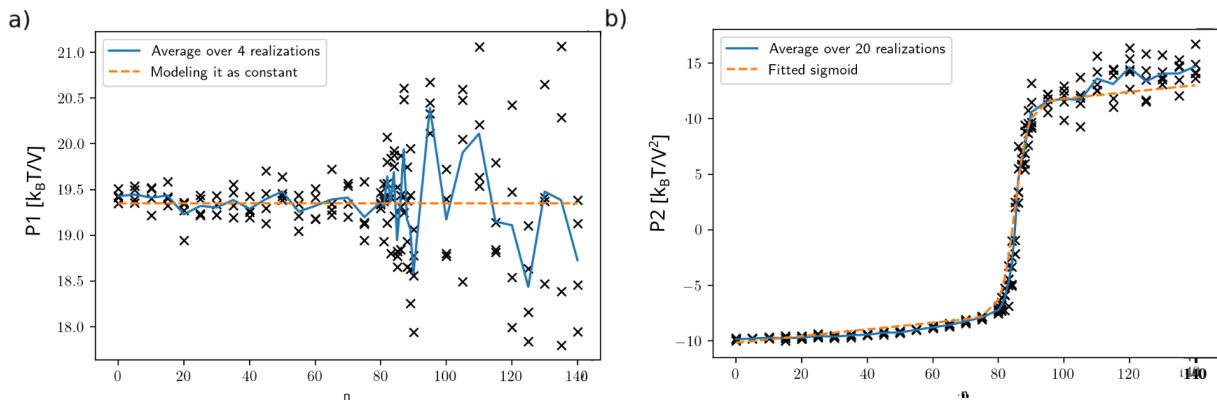 a)
P1 [k_BT/V]
21.0
20.5
20.0
19.5
19.0
18.5
18.0
Average over 4 realizations
Modeling it as constant
0 20 40 60 80 100 120 140
n
b)
P2 [k_BT/V²]
15
10
5
0
−5
−10
Average over 20 realizations
Fitted sigmoid
0 20 40 60 80 100 120 140
n